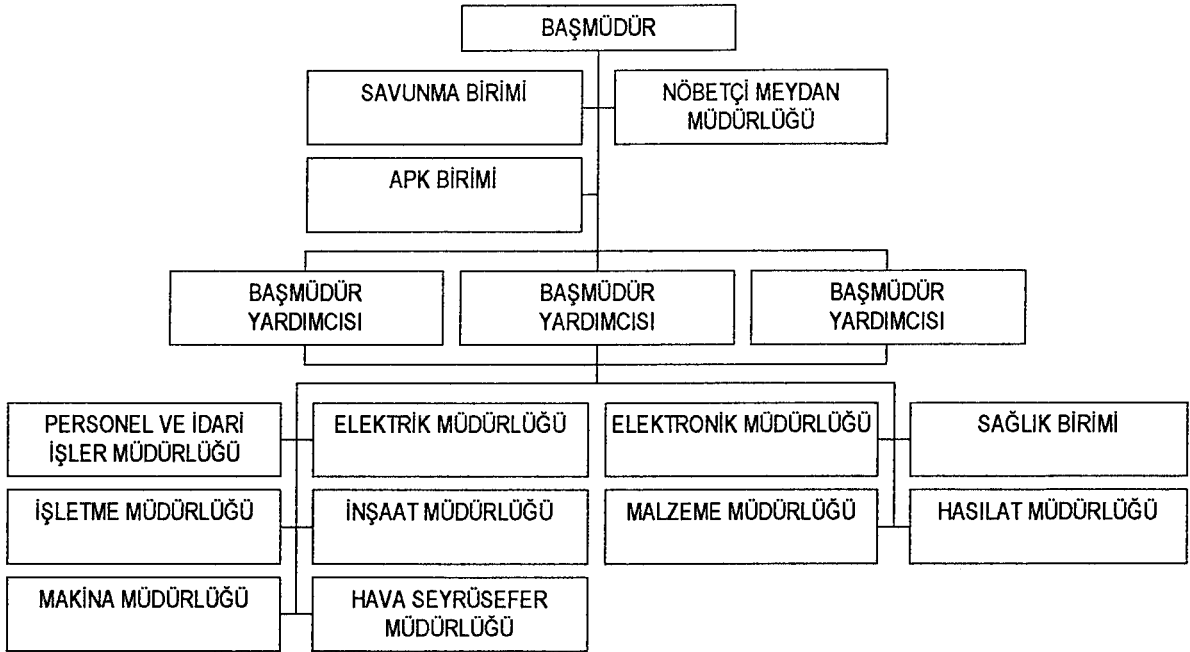 BAŞMÜDÜR
SAVUNMA BİRİMİ
NÖBETÇİ MEYDAN
MÜDÜRLÜĞÜ
APK BİRİMİ
BAŞMÜDÜR
YARDIMCISI
BAŞMÜDÜR
YARDIMCISI
BAŞMÜDÜR
YARDIMCISI
PERSONEL VE İDARİ
İŞLER MÜDÜRLÜĞÜ
ELEKTRİK MÜDÜRLÜĞÜ
ELEKTRONİK MÜDÜRLÜĞÜ
SAĞLIK BİRİMİ
İŞLETME MÜDÜRLÜĞÜ
İNŞAAT MÜDÜRLÜĞÜ
MALZEME MÜDÜRLÜĞÜ
HASILAT MÜDÜRLÜĞÜ
MAKİNA MÜDÜRLÜĞÜ
HAVA SEYRÜSEFER
MÜDÜRLÜĞÜ